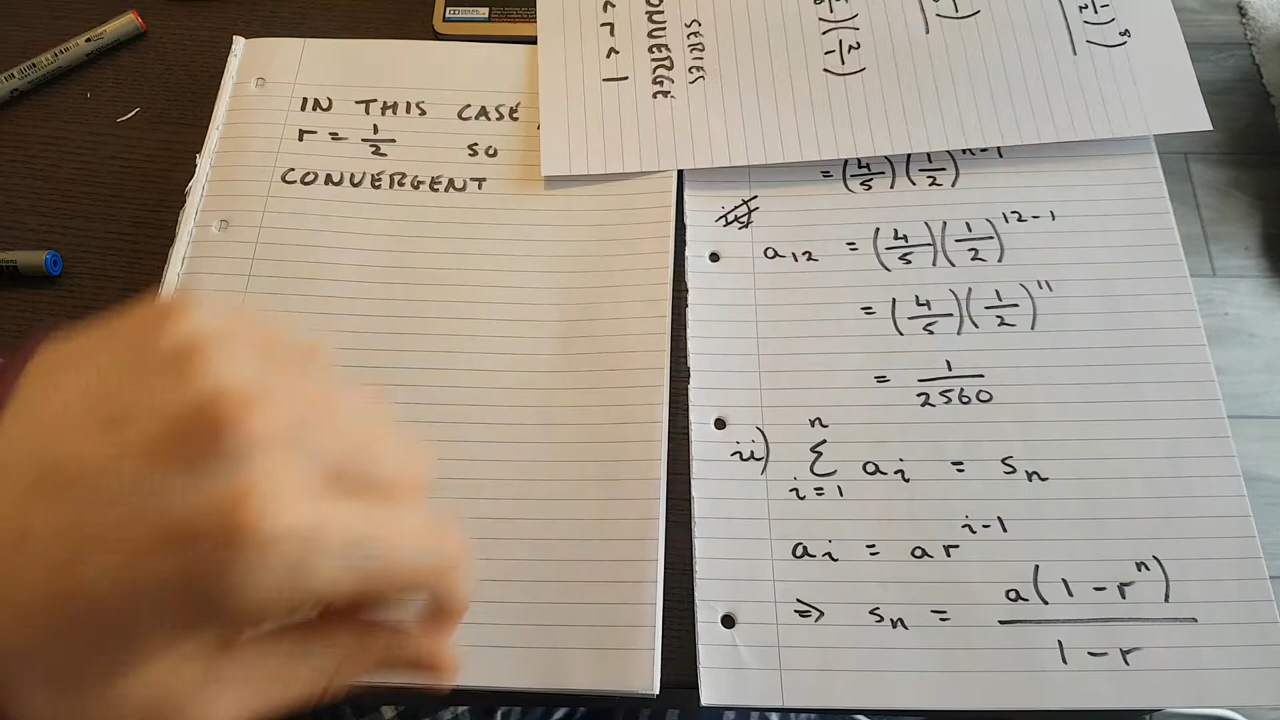 IN THIS CASE,
r = 1/2 so
CONVERGENT
SERIES
CONVERGE
< r < 1
= (4/5)(1/2)^n-1
a12 = (4/5)(1/2)^12-1
= (4/5)(1/2)^11
= 1/2560
ii) Σ_{i=1}^{n} ai = sn
ai = ar^i-1
⇒ sn = a(1-r^n)/1-r